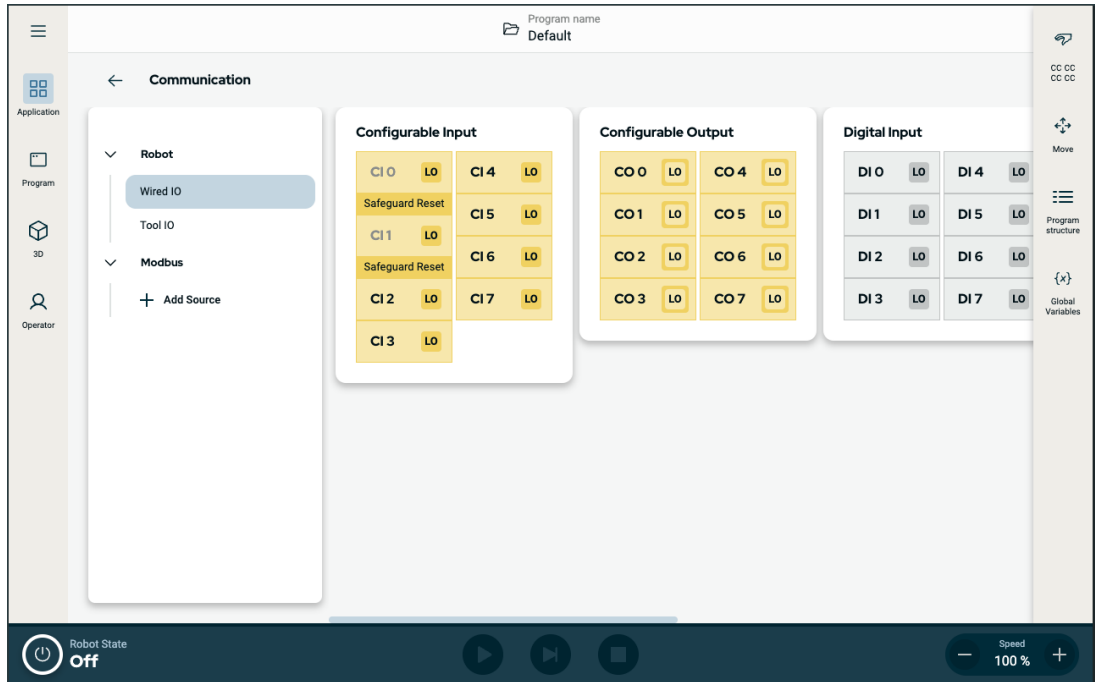 Program name
Default
CC CC
CC CC
Application
Program
3D
Operator
Communication
Robot
Wired IO
Tool IO
Modbus
Add Source
Configurable Input
CI 0 LO CI 4 LO
Safeguard Reset
CI 5 LO
CI 1 LO
CI 6 LO
Safeguard Reset
CI 2 LO CI 7 LO
CI 3 LO
Configurable Output
CO 0 LO CO 4 LO
CO 1 LO CO 5 LO
CO 2 LO CO 6 LO
CO 3 LO CO 7 LO
Digital Input
DI 0 LO DI 4 LO
DI 1 LO DI 5 LO
DI 2 LO DI 6 LO
DI 3 LO DI 7 LO
Move
Program
structure
{x}
Global
Variables
Robot State
Off
Speed
100 %